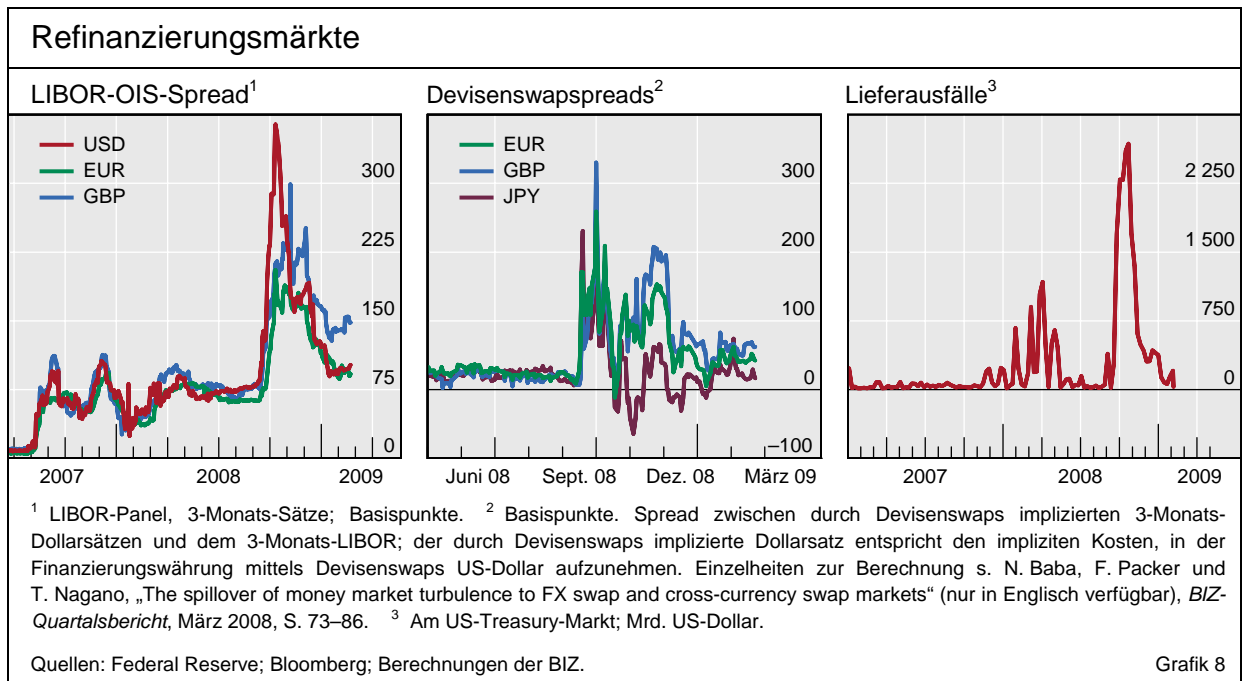 Refinanzierungsmärkte
LIBOR-OIS-Spread¹
USD
EUR
GBP
300
225
150
75
0
2007
2008
2009
Devisenswapspreads²
EUR
GBP
JPY
300
200
100
0
–100
Juni 08
Sept. 08
Dez. 08
März 09
Lieferausfälle³
2 250
1 500
750
0
2007
2008
2009
¹ LIBOR-Panel, 3-Monats-Sätze; Basispunkte. ² Basispunkte. Spread zwischen durch Devisenswaps implizierten 3-Monats-
Dollarsätzen und dem 3-Monats-LIBOR; der durch Devisenswaps implizierte Dollarsatz entspricht den impliziten Kosten, in der
Finanzierungswährung mittels Devisenswaps US-Dollar aufzunehmen. Einzelheiten zur Berechnung s. N. Baba, F. Packer und
T. Nagano, „The spillover of money market turbulence to FX swap and cross-currency swap markets“ (nur in Englisch verfügbar), BIZ-
Quartalsbericht, März 2008, S. 73–86. ³ Am US-Treasury-Markt; Mrd. US-Dollar.
Quellen: Federal Reserve; Bloomberg; Berechnungen der BIZ.
Grafik 8